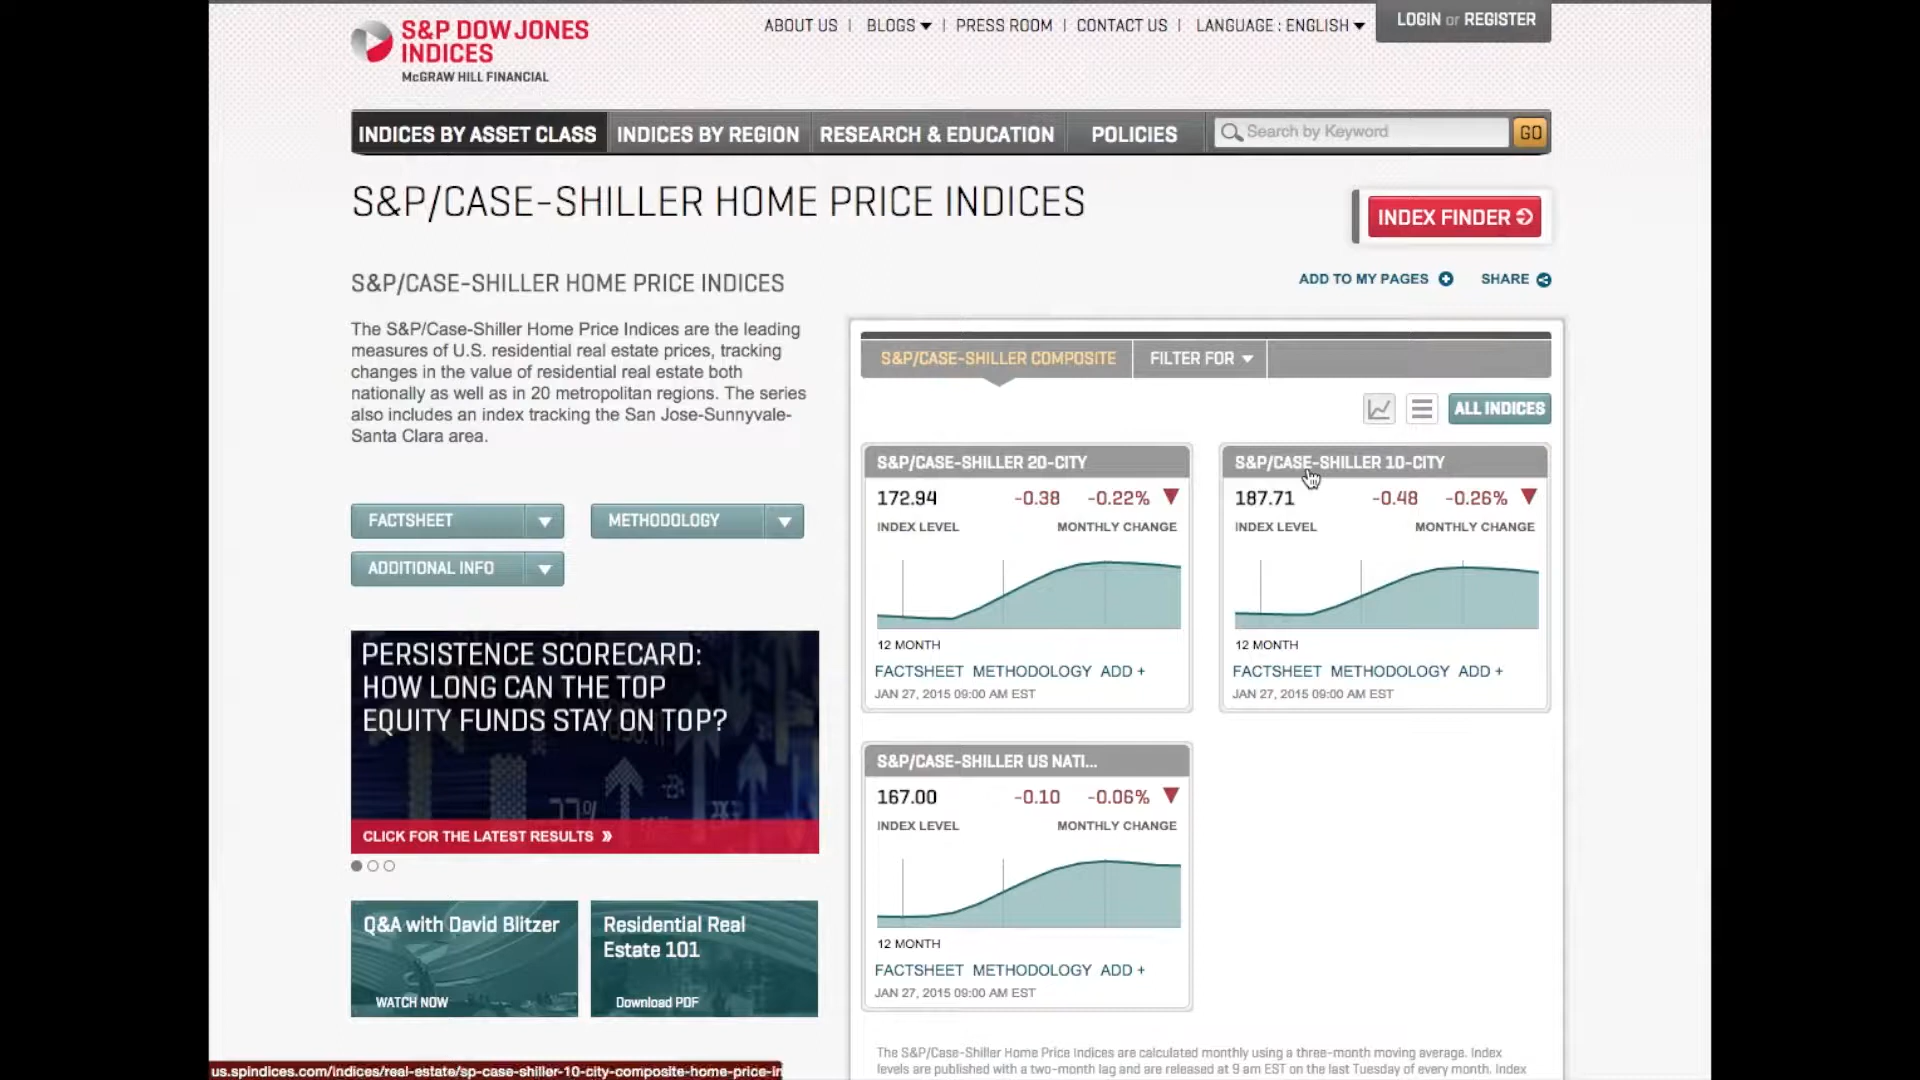 S&P DOW JONES
INDICES
McGRAW HILL FINANCIAL
ABOUT US | BLOGS | PRESS ROOM | CONTACT US | LANGUAGE : ENGLISH
LOGIN or REGISTER
INDICES BY ASSET CLASS INDICES BY REGION RESEARCH & EDUCATION POLICIES Search by Keyword GO
S&P/CASE-SHILLER HOME PRICE INDICES
INDEX FINDER
S&P/CASE-SHILLER HOME PRICE INDICES
ADD TO MY PAGES SHARE
The S&P/Case-Shiller Home Price Indices are the leading
measures of U.S. residential real estate prices, tracking
changes in the value of residential real estate both
nationally as well as in 20 metropolitan regions. The series
also includes an index tracking the San Jose-Sunnyvale-
Santa Clara area.
FACTSHEET METHODOLOGY
ADDITIONAL INFO
PERSISTENCE SCORECARD:
HOW LONG CAN THE TOP
EQUITY FUNDS STAY ON TOP?
CLICK FOR THE LATEST RESULTS »
Q&A with David Blitzer
WATCH NOW
Residential Real
Estate 101
Download PDF
S&P/CASE-SHILLER COMPOSITE FILTER FOR
ALL INDICES
S&P/CASE-SHILLER 20-CITY
172.94 -0.38 -0.22%
INDEX LEVEL MONTHLY CHANGE
12 MONTH
FACTSHEET METHODOLOGY ADD +
JAN 27, 2015 09:00 AM EST
S&P/CASE-SHILLER 10-CITY
187.71 -0.48 -0.26%
INDEX LEVEL MONTHLY CHANGE
12 MONTH
FACTSHEET METHODOLOGY ADD +
JAN 27, 2015 09:00 AM EST
S&P/CASE-SHILLER US NATI...
167.00 -0.10 -0.06%
INDEX LEVEL MONTHLY CHANGE
12 MONTH
FACTSHEET METHODOLOGY ADD +
JAN 27, 2015 09:00 AM EST
The S&P/Case-Shiller Home Price Indices are calculated monthly using a three-month moving average. Index
levels are published with a two-month lag and are released at 9 am EST on the last Tuesday of every month. Index
us.spindices.com/indices/real-estate/sp-case-shiller-10-city-composite-home-price-in